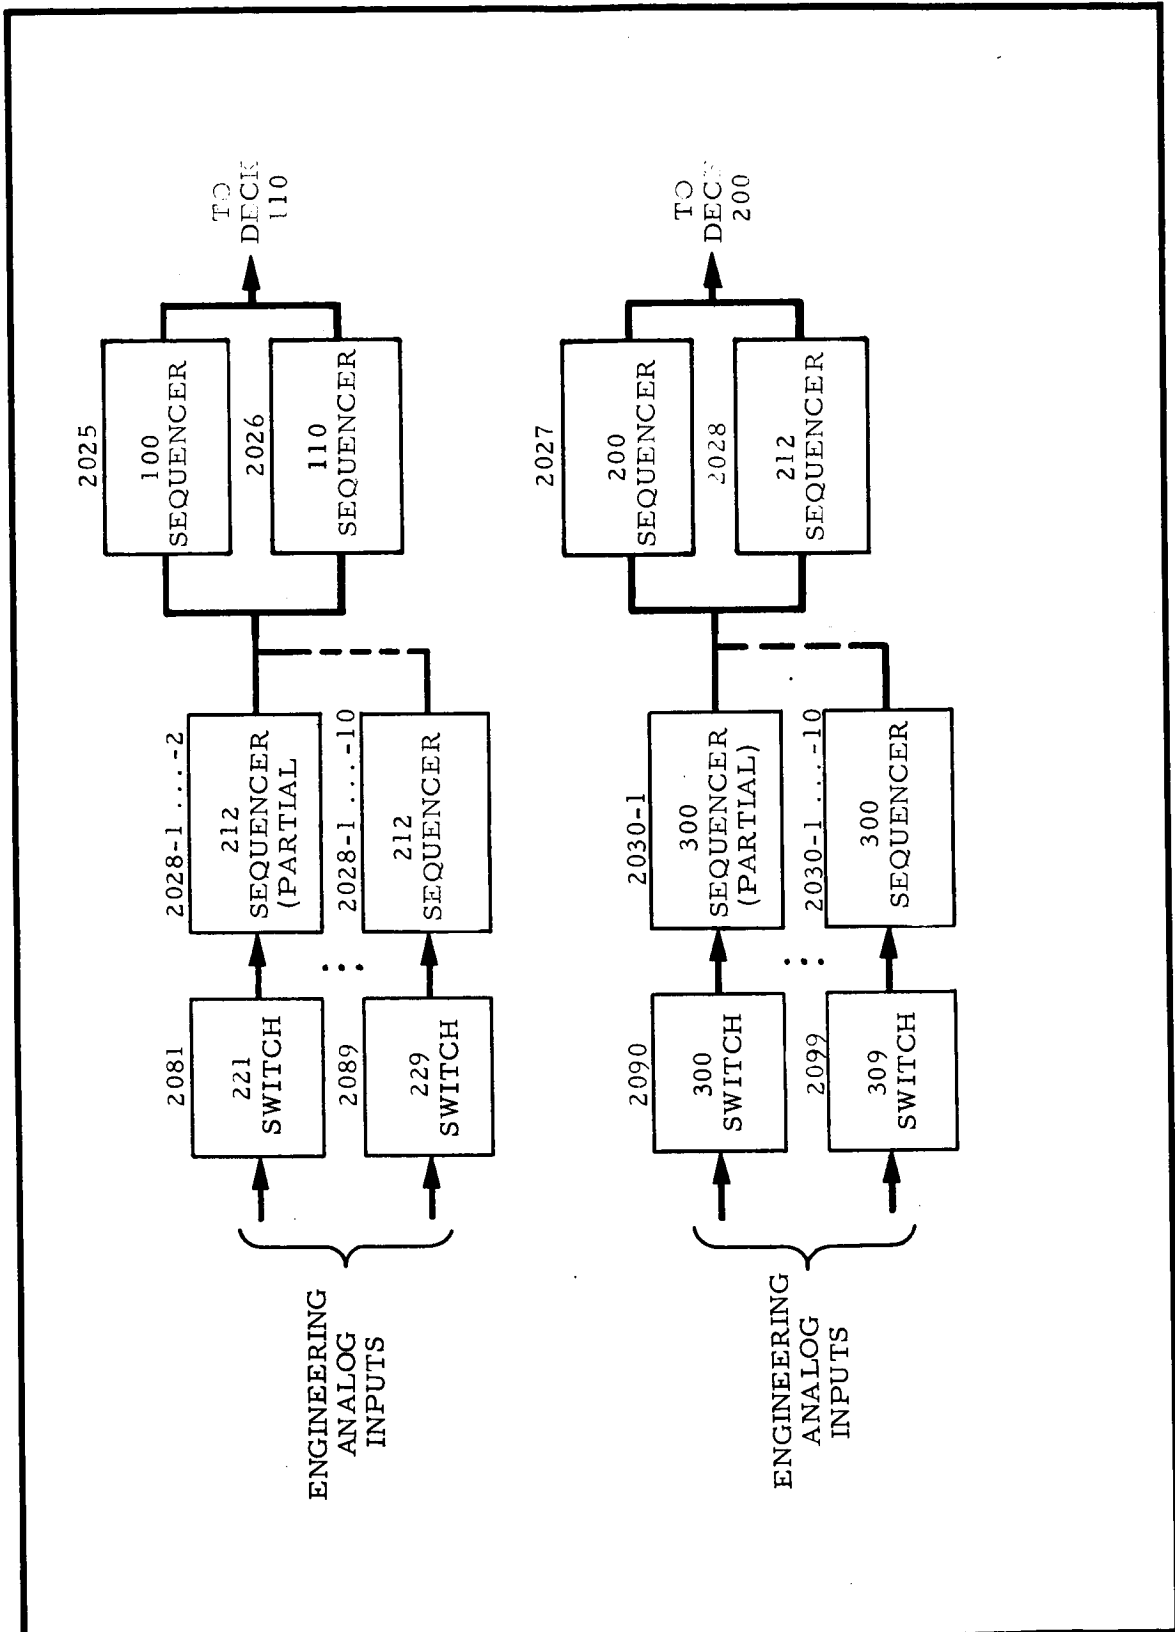 ENGINEERING
ANALOG
INPUTS
2081
221
SWITCH
2089
229
SWITCH
...
2028-1 ...-2
212
SEQUENCER
(PARTIAL
2028-1 ...-10
212
SEQUENCER
2025
100
SEQUENCER
2026
110
SEQUENCER
TO
DECK
110
ENGINEERING
ANALOG
INPUTS
2090
300
SWITCH
2099
309
SWITCH
...
2030-1
300
SEQUENCER
(PARTIAL)
2030-1 ...-10
300
SEQUENCER
2027
200
SEQUENCER
2028
212
SEQUENCER
TO
DECK
200